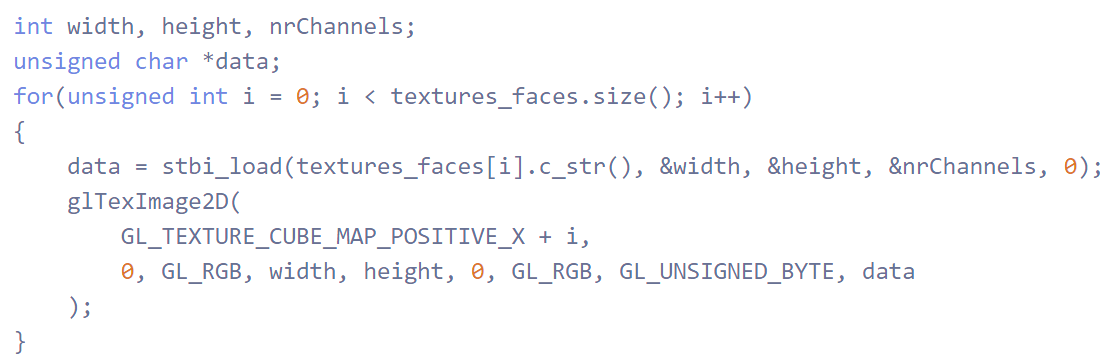 int width, height, nrChannels;
unsigned char *data;
for(unsigned int i = 0; i < textures_faces.size(); i++)
{
    data = stbi_load(textures_faces[i].c_str(), &width, &height, &nrChannels, 0);
    glTexImage2D(
        GL_TEXTURE_CUBE_MAP_POSITIVE_X + i,
        0, GL_RGB, width, height, 0, GL_RGB, GL_UNSIGNED_BYTE, data
    );
}